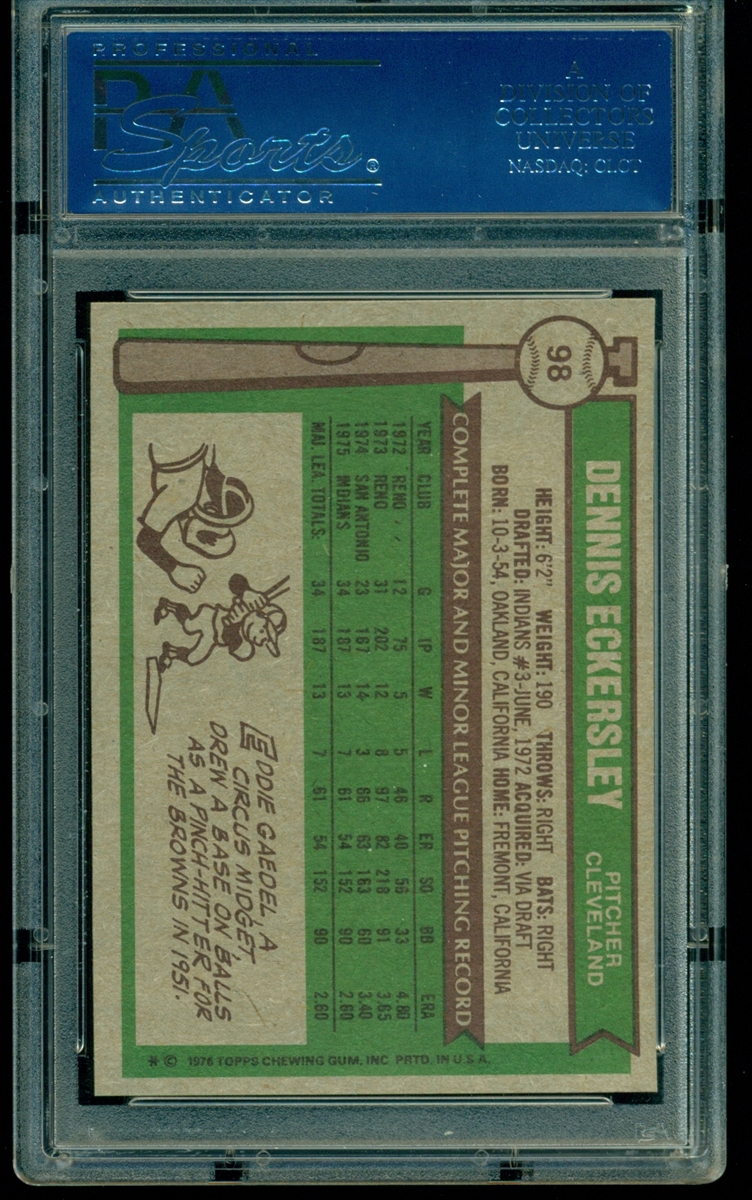 PROFESSIONAL
PSA
Sports®
AUTHENTICATOR
A
DIVISION OF
COLLECTORS
UNIVERSE
NASDAQ: CLCT
98
T
DENNIS ECKERSLEY
PITCHER
CLEVELAND
HEIGHT: 6'2" WEIGHT: 190 THROWS: RIGHT BATS: RIGHT
DRAFTED: INDIANS #3-JUNE, 1972 ACQUIRED: VIA DRAFT
BORN: 10-3-54, OAKLAND, CALIFORNIA HOME: FREMONT, CALIFORNIA
COMPLETE MAJOR AND MINOR LEAGUE PITCHING RECORD
YEAR CLUB G IP W L R ER SO BB ERA
1972 RENO 12 75 5 5 46 40 56 33 4.80
1973 RENO 31 202 12 8 97 82 218 91 3.65
1974 SAN ANTONIO 23 167 14 3 66 63 163 60 3.40
1975 INDIANS 34 187 13 7 61 54 152 90 2.60
MAJ. LEA. TOTALS: 34 187 13 7 61 54 152 90 2.60
EDDIE GAEDEL A
CIRCUS MIDGET
DREW A BASE ON BALLS
AS A PINCH-HITTER FOR
THE BROWNS IN 1951.
* © 1976 TOPPS CHEWING GUM, INC. PRTD. IN U.S.A.